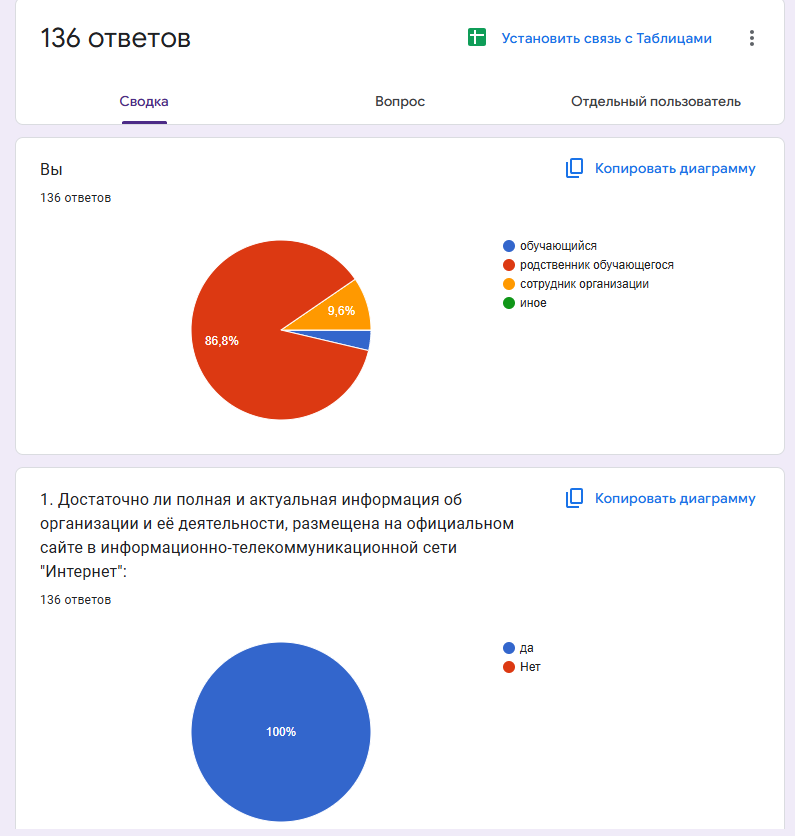 136 ответов
Установить связь с Таблицами
Сводка
Вопрос
Отдельный пользователь
Вы
Копировать диаграмму
136 ответов
обучающийся
родственник обучающегося
сотрудник организации
иное
9,6%
86,8%
1. Достаточно ли полная и актуальная информация об
организации и её деятельности, размещена на официальном
сайте в информационно-телекоммуникационной сети
"Интернет":
Копировать диаграмму
136 ответов
да
Нет
100%